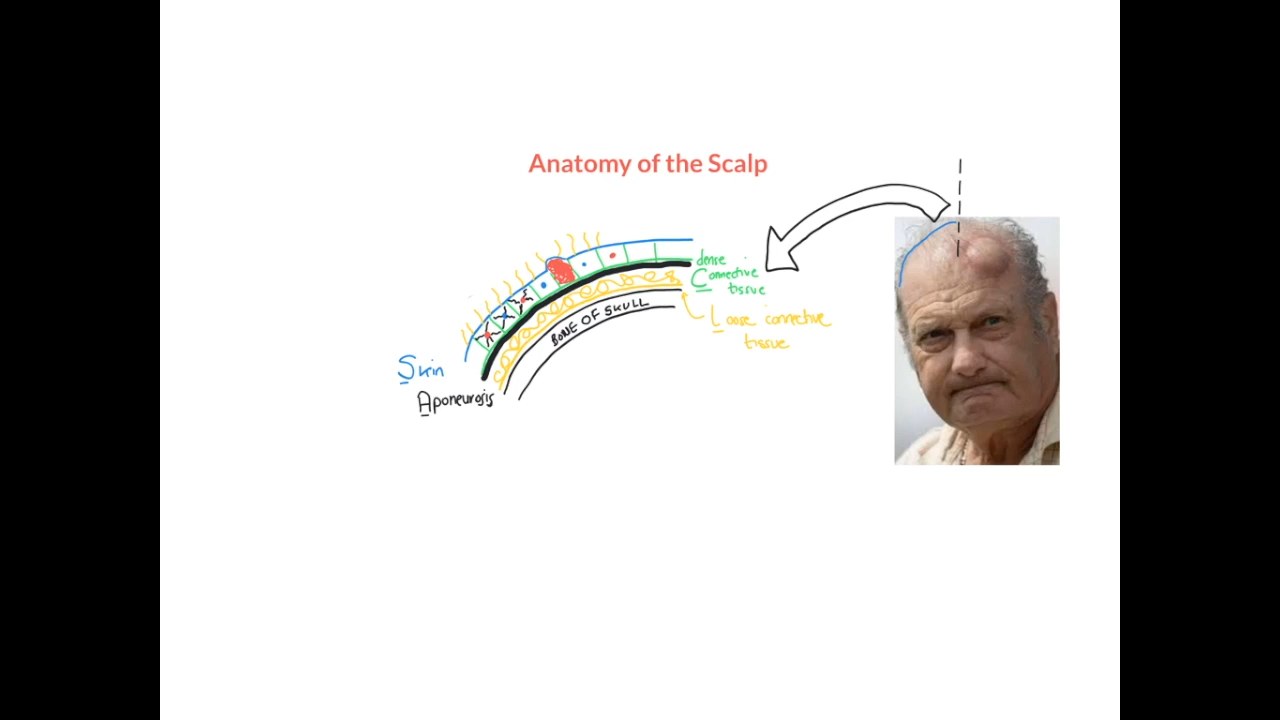 Anatomy of the Scalp
dense
Connective
tissue
BONE OF SKULL
Loose connective
tissue
Skin
Aponeurosis